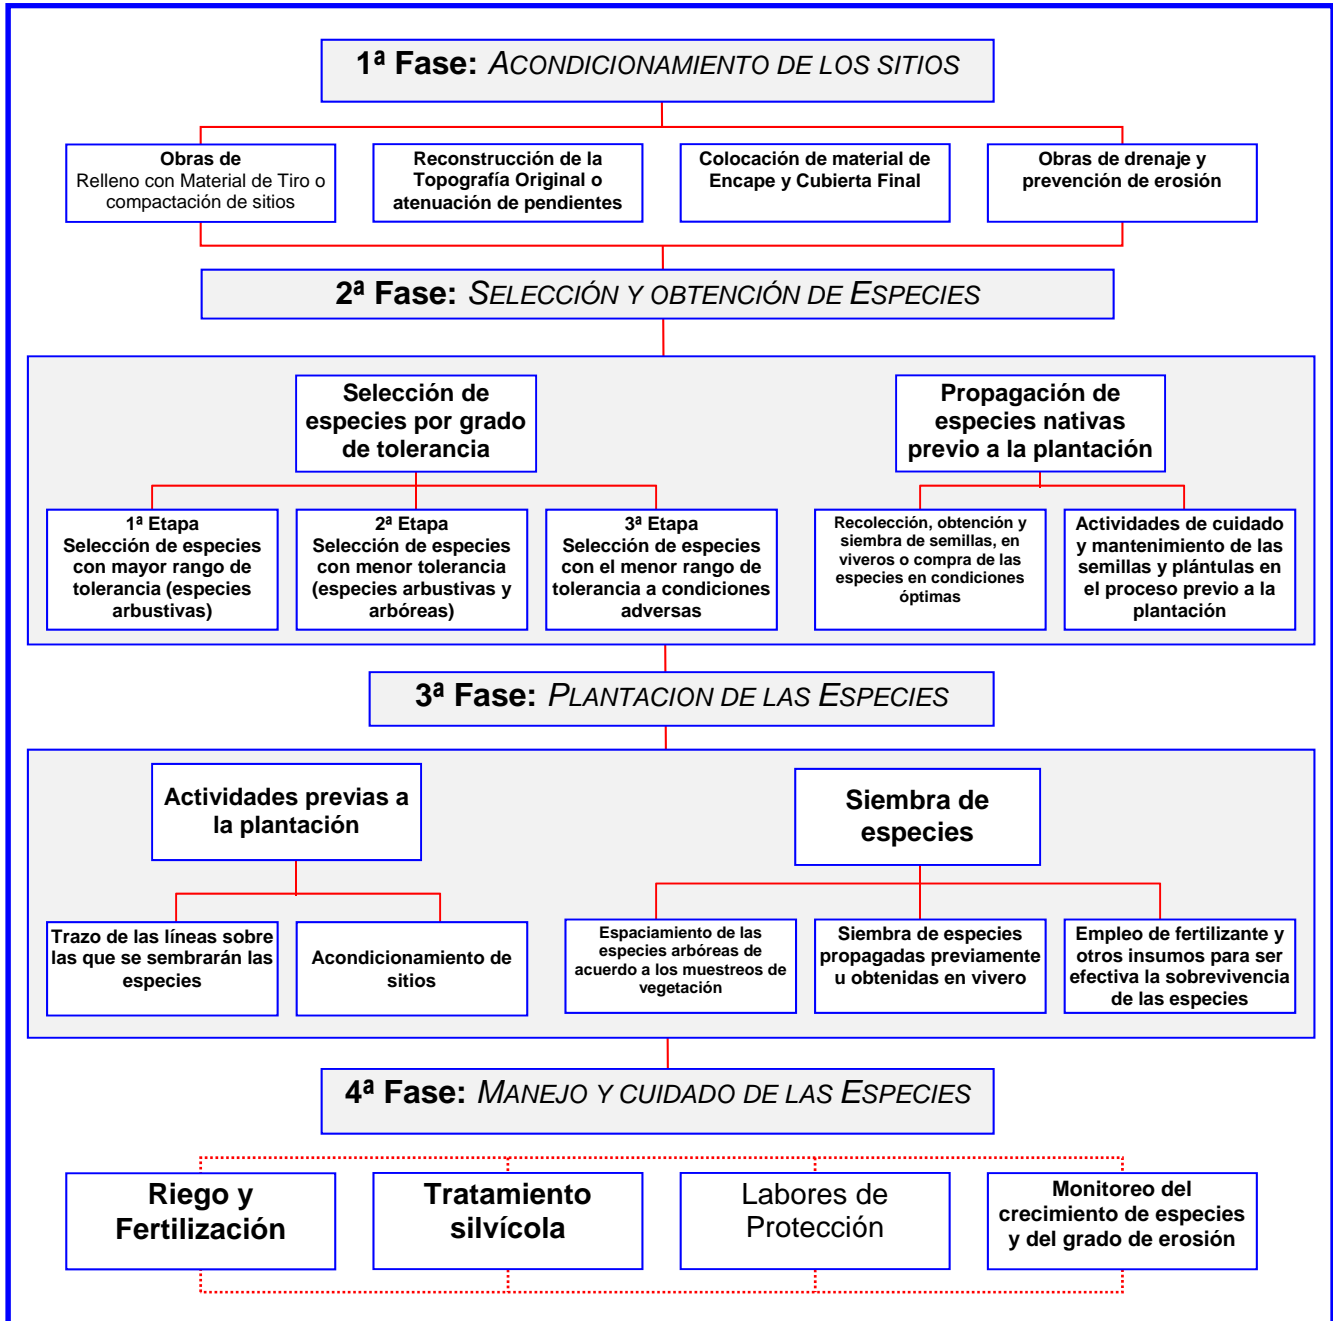 1ª Fase: ACONDICIONAMIENTO DE LOS SITIOS
Obras de
Relleno con Material de Tiro o
compactación de sitios
Reconstrucción de la
Topografía Original o
atenuación de pendientes
Colocación de material de
Encape y Cubierta Final
Obras de drenaje y
prevención de erosión
2ª Fase: SELECCIÓN Y OBTENCIÓN DE ESPECIES
Selección de
especies por grado
de tolerancia
Propagación de
especies nativas
previo a la plantación
1ª Etapa
Selección de especies
con mayor rango de
tolerancia (especies
arbustivas)
2ª Etapa
Selección de especies
con menor tolerancia
(especies arbustivas y
arbóreas)
3ª Etapa
Selección de especies
con el menor rango de
tolerancia a condiciones
adversas
Recolección, obtención y
siembra de semillas, en
viveros o compra de las
especies en condiciones
óptimas
Actividades de cuidado
y mantenimiento de las
semillas y plántulas en
el proceso previo a la
plantación
3ª Fase: PLANTACION DE LAS ESPECIES
Actividades previas a
la plantación
Siembra de
especies
Trazo de las líneas sobre
las que se sembrarán las
especies
Acondicionamiento de
sitios
Espaciamiento de las
especies arbóreas de
acuerdo a los muestreos de
vegetación
Siembra de especies
propagadas previamente
u obtenidas en vivero
Empleo de fertilizante y
otros insumos para ser
efectiva la sobrevivencia
de las especies
4ª Fase: MANEJO Y CUIDADO DE LAS ESPECIES
Riego y
Fertilización
Tratamiento
silvícola
Labores de
Protección
Monitoreo del
crecimiento de especies
y del grado de erosión